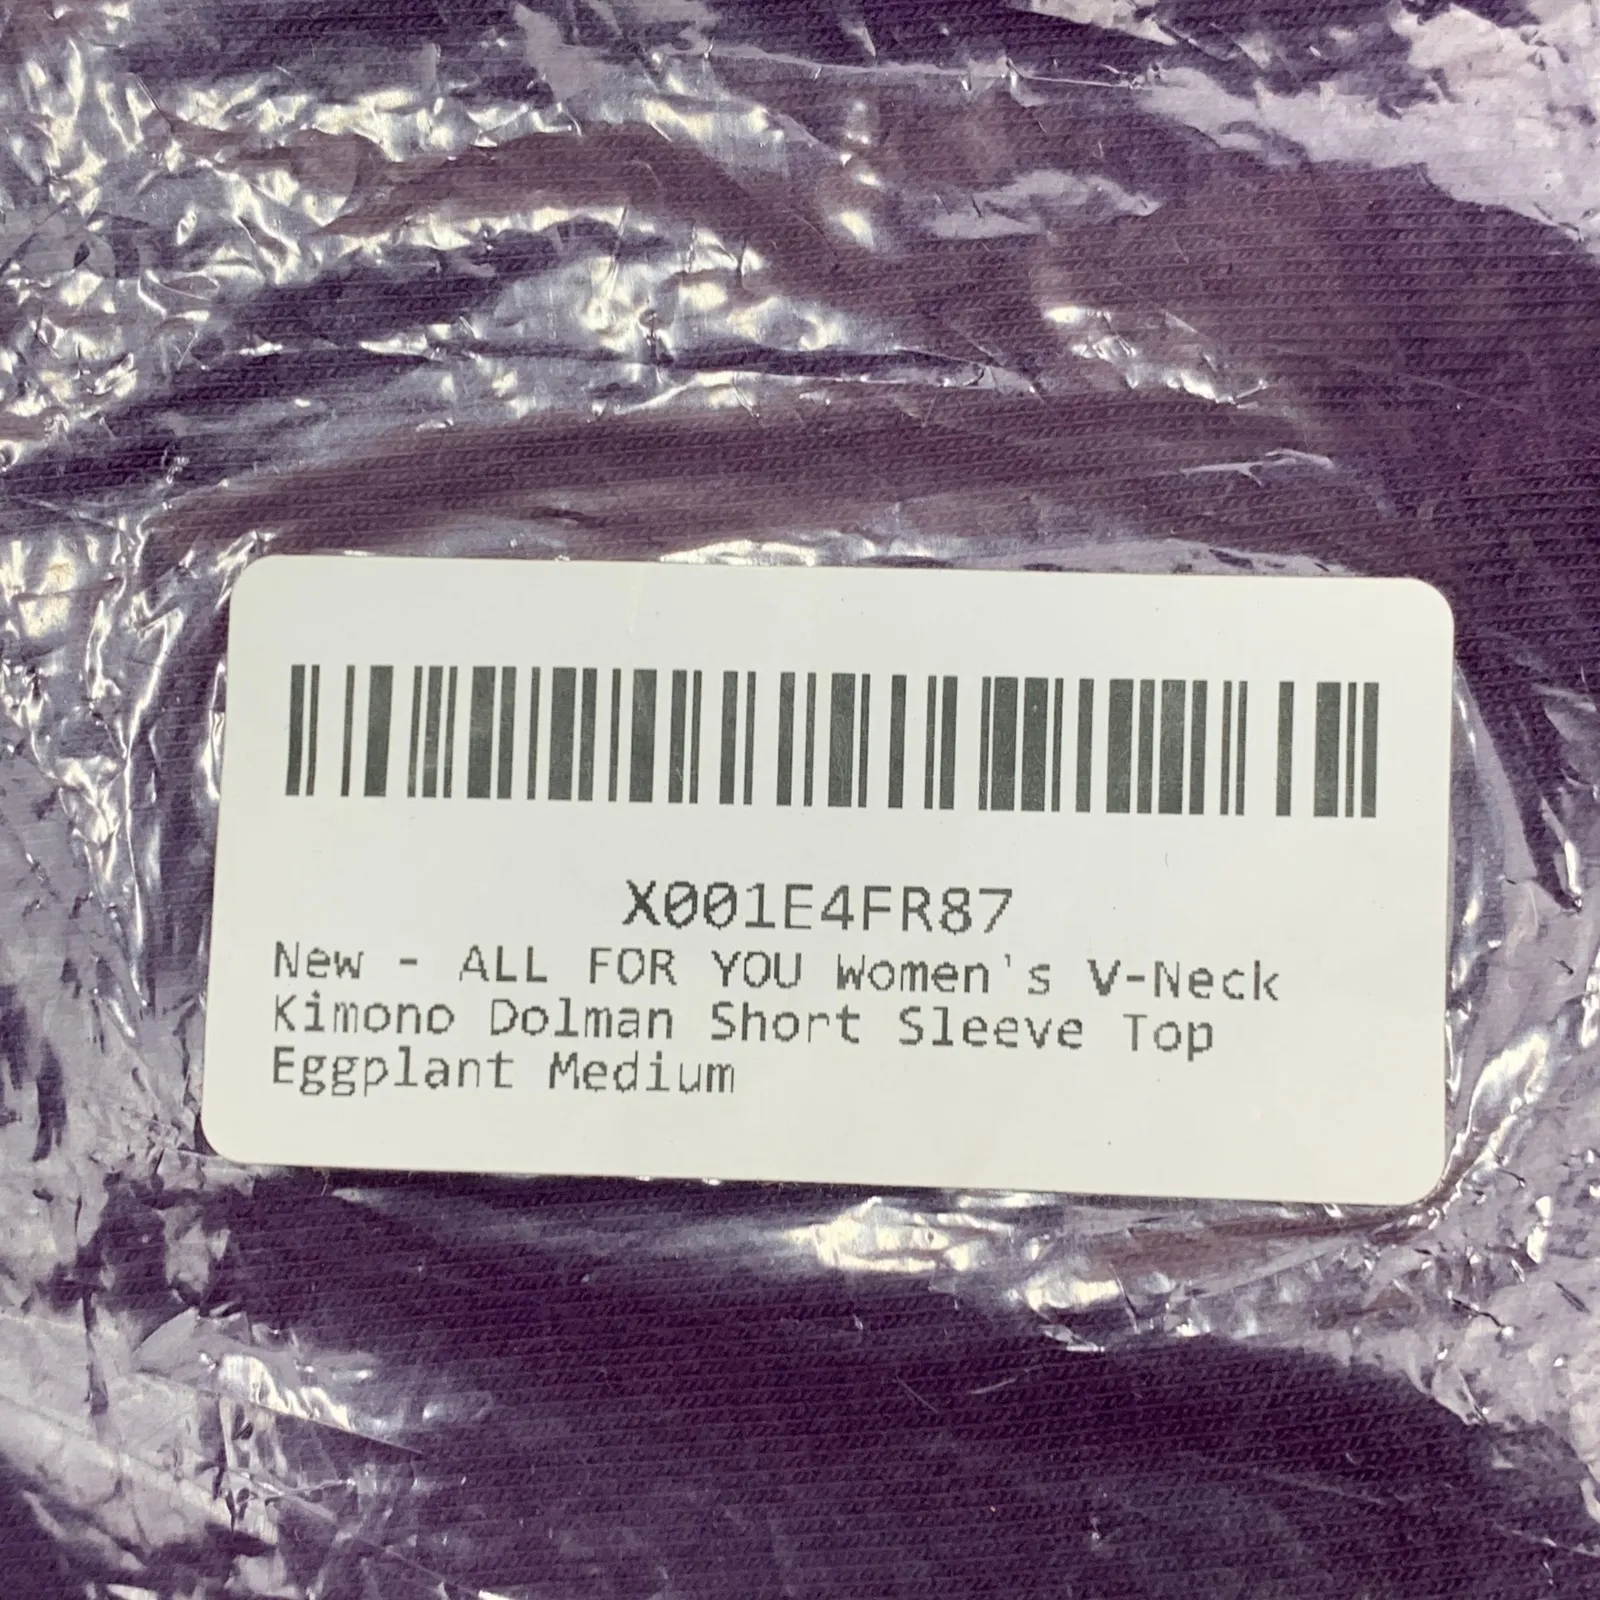 X001E4FR87
New - ALL FOR YOU Women's V-Neck
Kimono Dolman Short Sleeve Top
Eggplant Medium